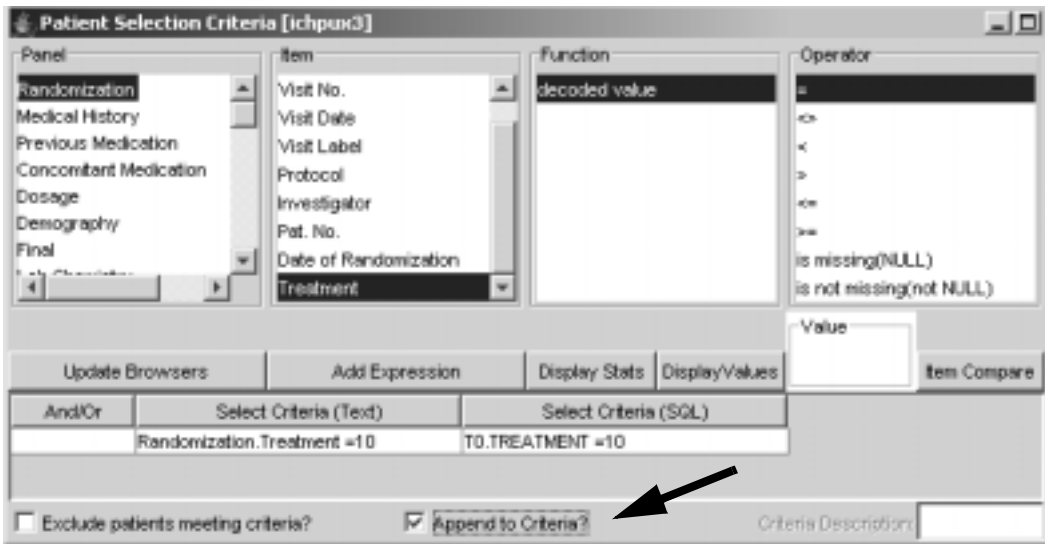 Patient Selection Criteria [ichpux3]
Panel
Randomization
Medical History
Previous Medication
Concomitant Medication
Dosage
Demography
Final
Item
Visit No.
Visit Date
Visit Label
Protocol
Investigator
Pat. No.
Date of Randomization
Treatment
Function
decoded value
Operator
=
<>
<
>
<=
>=
is missing(NULL)
is not missing(not NULL)
Value
Update Browsers
Add Expression
Display Stats
DisplayValues
Item Compare
And/Or
Select Criteria (Text)
Select Criteria (SQL)
Randomization.Treatment =10
T0.TREATMENT =10
Exclude patients meeting criteria?
Append to Criteria?
Criteria Description: